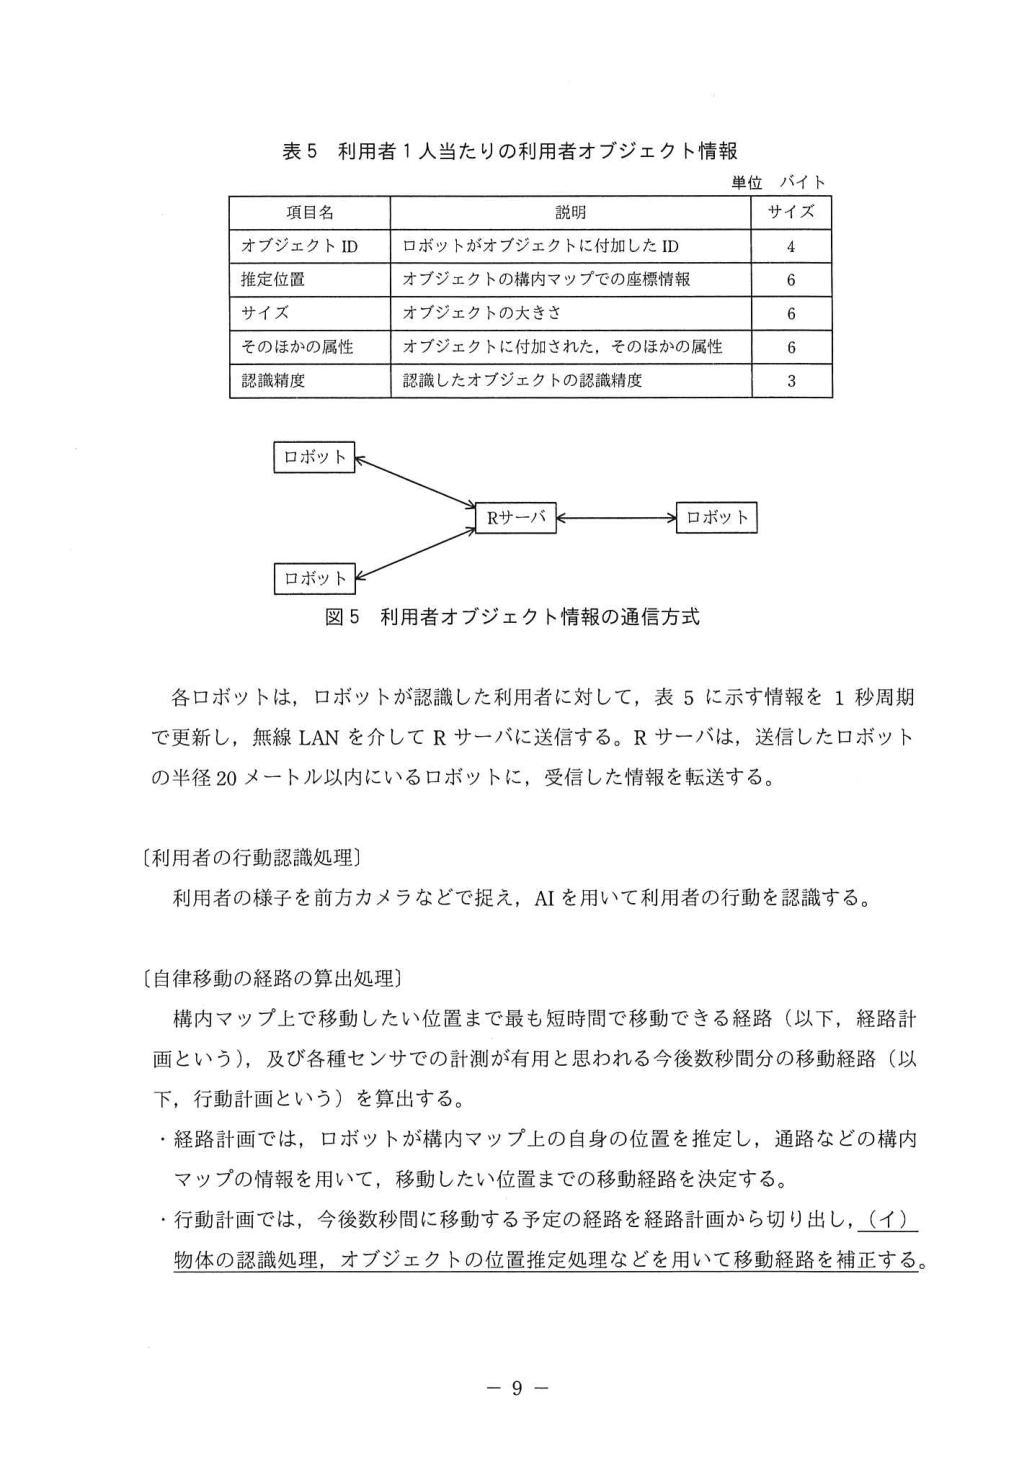 表5　利用者1人当たりの利用者オブジェクト情報
単位　バイト
項目名　説明　サイズ
オブジェクト ID　ロボットがオブジェクトに付加した ID　4
推定位置　オブジェクトの構内マップでの座標情報　6
サイズ　オブジェクトの大きさ　6
そのほかの属性　オブジェクトに付加された，そのほかの属性　6
認識精度　認識したオブジェクトの認識精度　3
ロボット
Rサーバ　ロボット
ロボット
図5　利用者オブジェクト情報の通信方式
各ロボットは，ロボットが認識した利用者に対して，表 5 に示す情報を 1 秒周期
で更新し，無線 LAN を介して R サーバに送信する。R サーバは，送信したロボット
の半径 20 メートル以内にいるロボットに，受信した情報を転送する。
〔利用者の行動認識処理〕
利用者の様子を前方カメラなどで捉え，AI を用いて利用者の行動を認識する。
〔自律移動の経路の算出処理〕
構内マップ上で移動したい位置まで最も短時間で移動できる経路（以下，経路計
画という），及び各種センサでの計測が有用と思われる今後数秒間分の移動経路（以
下，行動計画という）を算出する。
・経路計画では，ロボットが構内マップ上の自身の位置を推定し，通路などの構内
マップの情報を用いて，移動したい位置までの移動経路を決定する。
・行動計画では，今後数秒間に移動する予定の経路を経路計画から切り出し，（イ）
物体の認識処理，オブジェクトの位置推定処理などを用いて移動経路を補正する。
－ 9 －